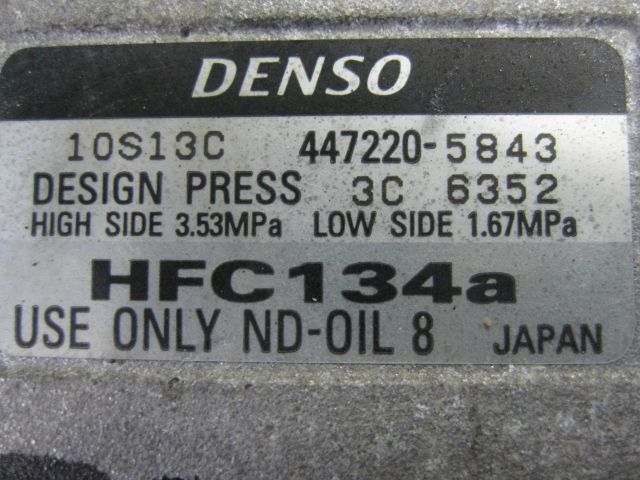 DENSO
10S13C 447220-5843
DESIGN PRESS 3C 6352
HIGH SIDE 3.53MPa LOW SIDE 1.67MPa
HFC134a
USE ONLY ND-OIL 8 JAPAN